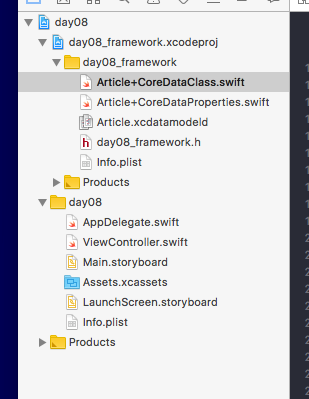 day08
day08_framework.xcodeproj
day08_framework
Article+CoreDataClass.swift
Article+CoreDataProperties.swift
Article.xcdatamodeld
h day08_framework.h
Info.plist
Products
day08
AppDelegate.swift
ViewController.swift
Main.storyboard
Assets.xcassets
LaunchScreen.storyboard
Info.plist
Products